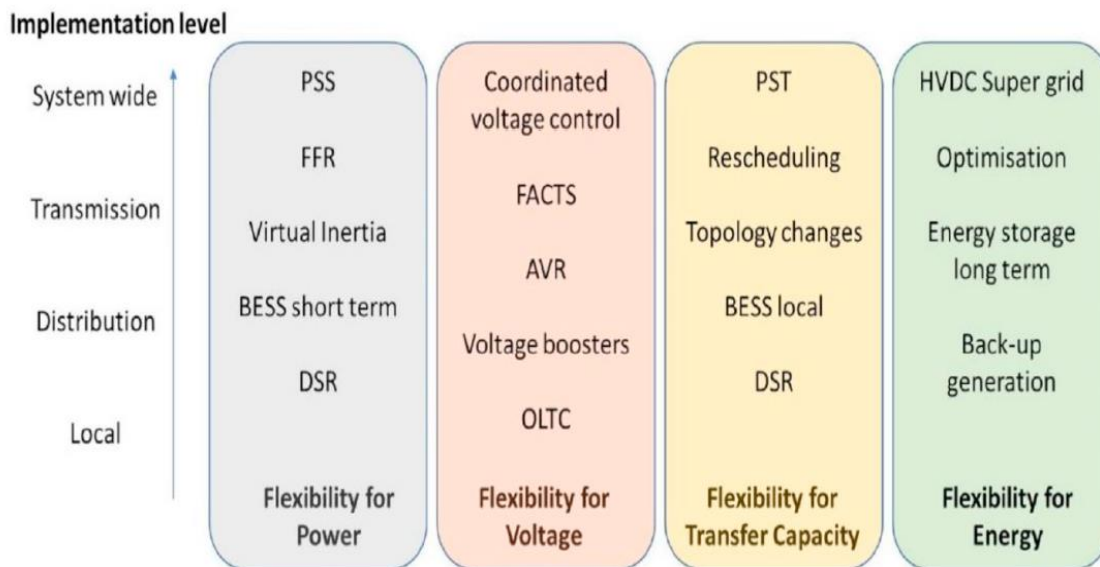 Implementation level
System wide
Transmission
Distribution
Local
PSS
FFR
Virtual Inertia
BESS short term
DSR
Flexibility for
Power
Coordinated
voltage control
FACTS
AVR
Voltage boosters
OLTC
Flexibility for
Voltage
PST
Rescheduling
Topology changes
BESS local
DSR
Flexibility for
Transfer Capacity
HVDC Super grid
Optimisation
Energy storage
long term
Back-up
generation
Flexibility for
Energy